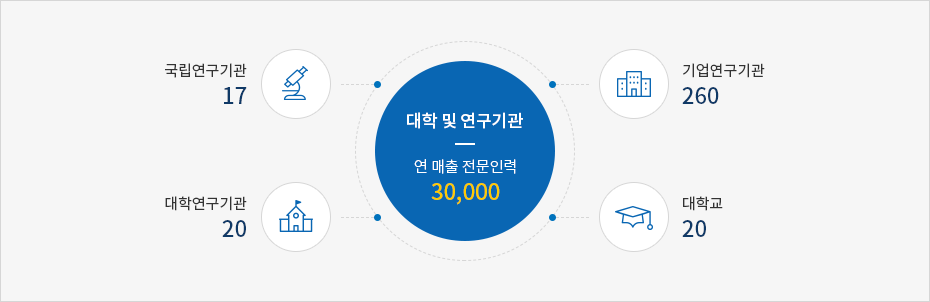 국립연구기관
17
대학 및 연구기관
연 매출 전문인력
30,000
기업연구기관
260
대학연구기관
20
대학교
20